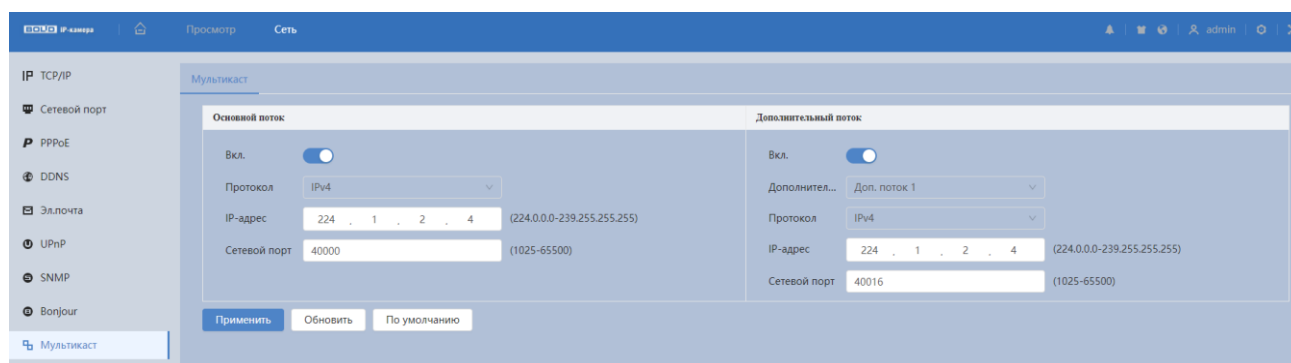 BOLID IP-камера Просмотр Сеть admin
IP TCP/IP
Сетевой порт
P PPPoE
DDNS
Эл.почта
UPnP
SNMP
Bonjour
Мультикаст
Мультикаст
Основной поток
Вкл.
Протокол IPv4
IP-адрес 224 . 1 . 2 . 4 (224.0.0.0-239.255.255.255)
Сетевой порт 40000 (1025-65500)
Дополнительный поток
Вкл.
Дополнител... Доп. поток 1
Протокол IPv4
IP-адрес 224 . 1 . 2 . 4 (224.0.0.0-239.255.255.255)
Сетевой порт 40016 (1025-65500)
Применить Обновить По умолчанию